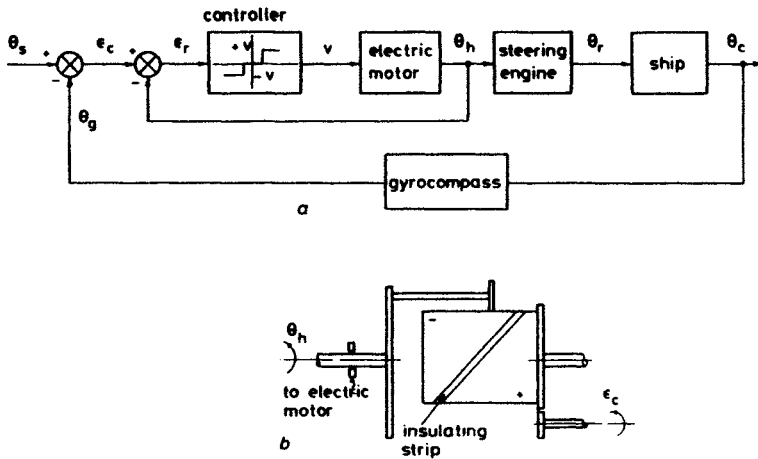 controller
θs + - εc + - εr + V - V v electric motor θh steering engine θr ship θc
θg
gyrocompass
a
θh
to electric motor
- +
insulating strip
εc
b